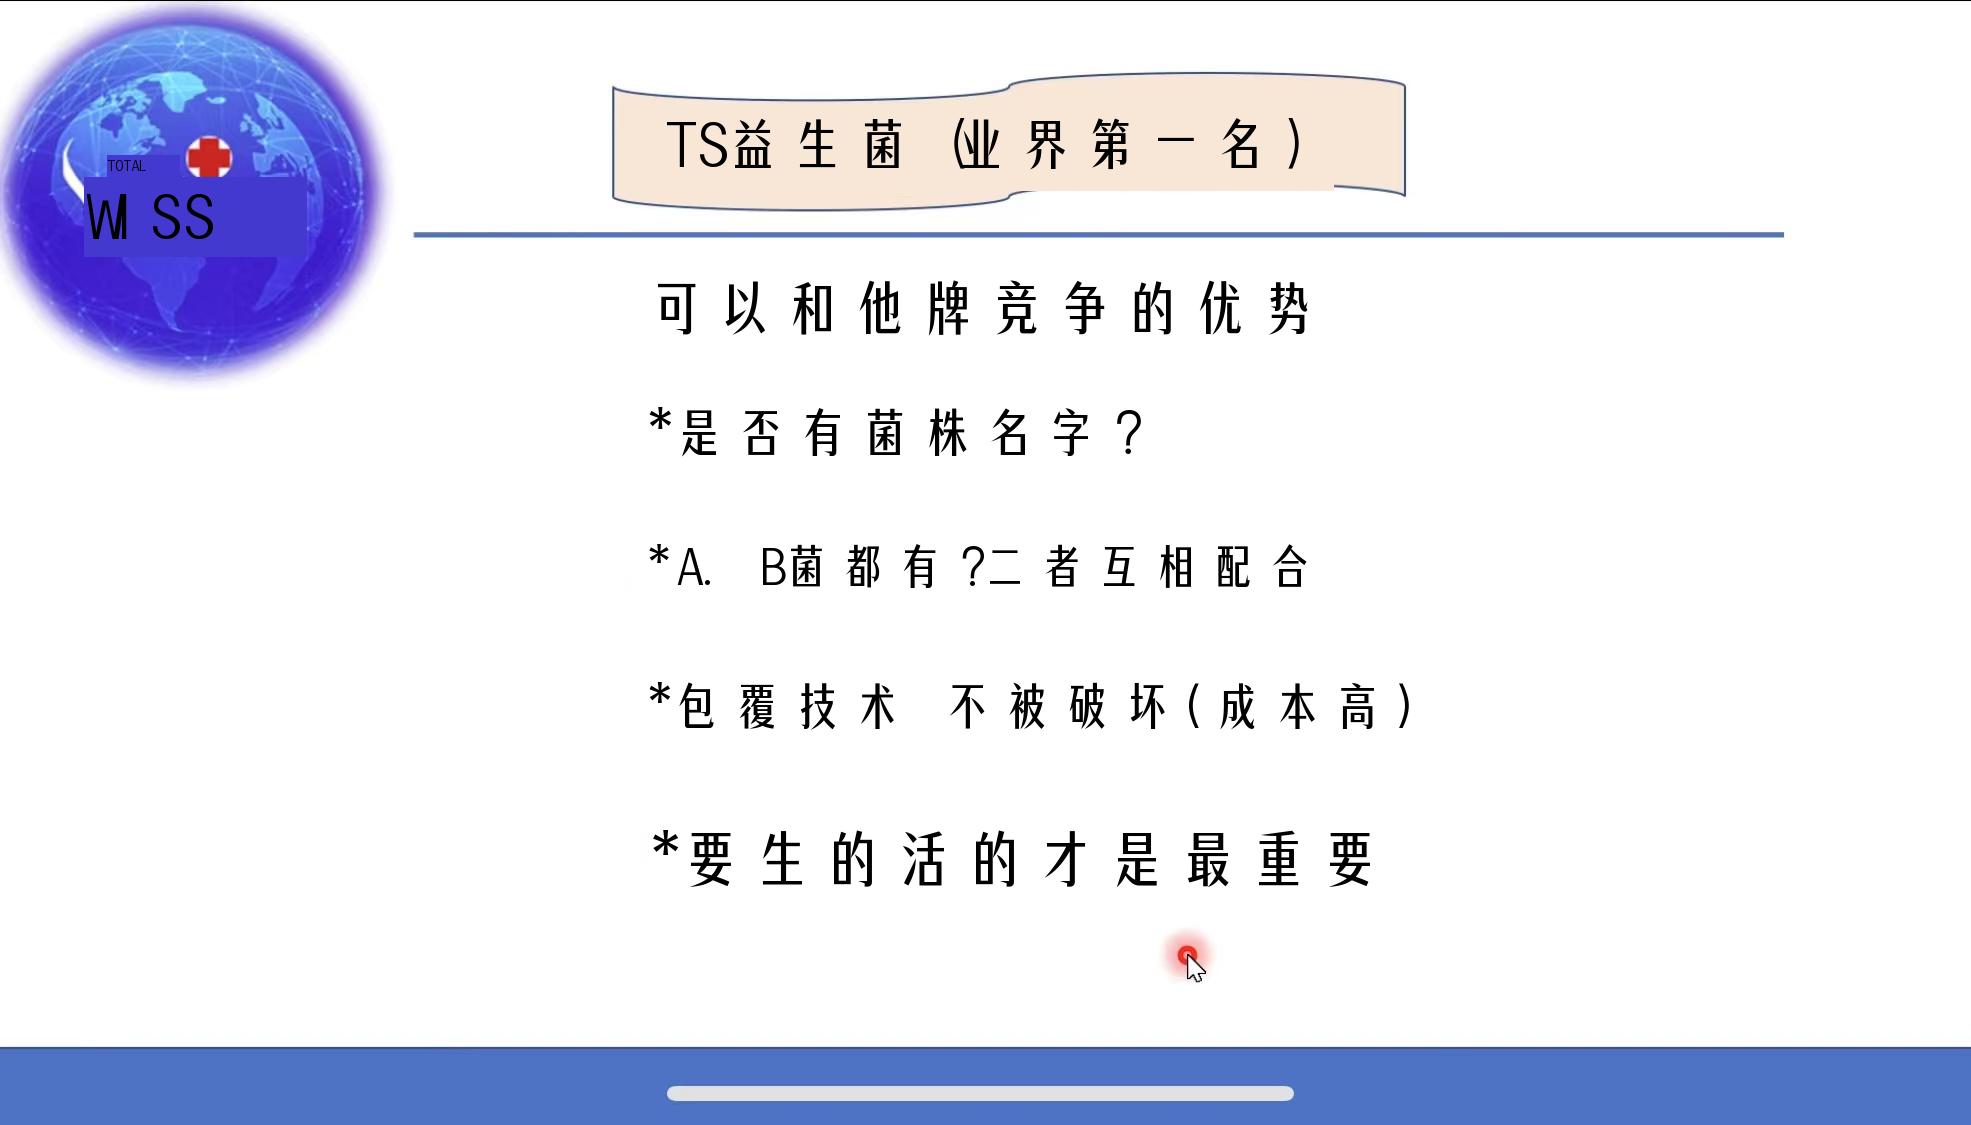 TOTAL
WISS
TS益生菌 (业界第一名)
可以和他牌竞争的优势
*是否有菌株名字?
*A. B菌都有?二者互相配合
*包覆技术 不被破坏(成本高)
*要生的活的才是最重要